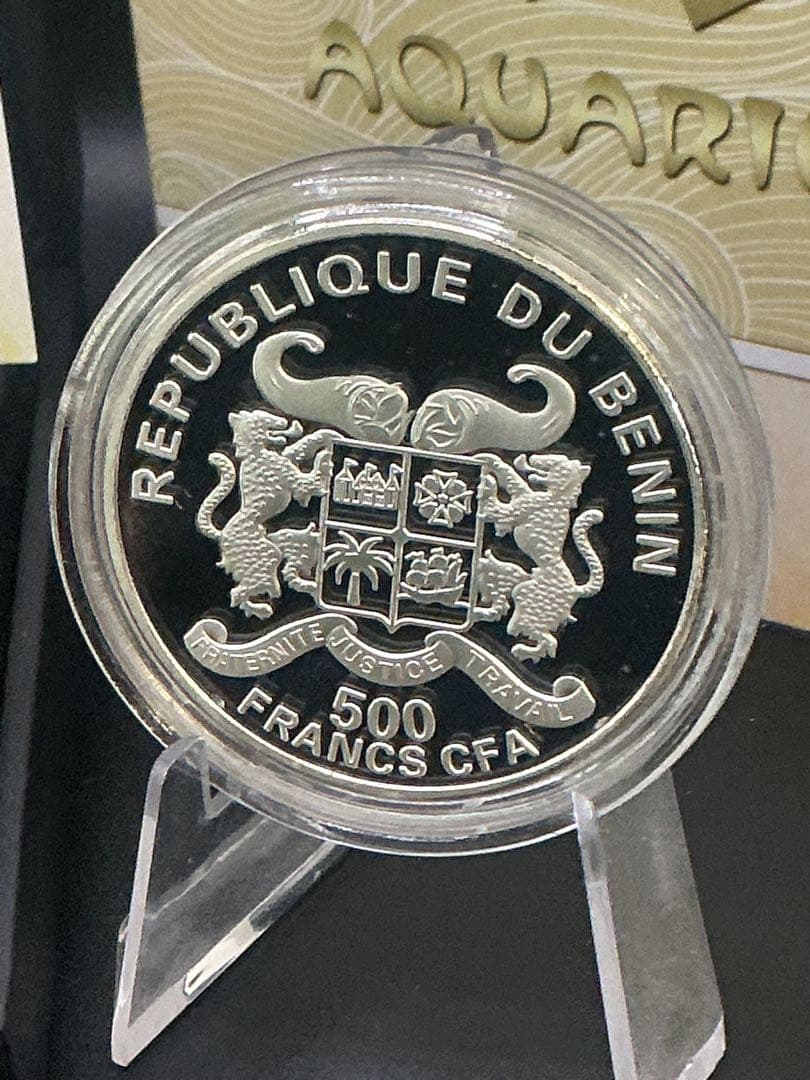 AQUARI
REPUBLIQUE DU BENIN
FRATERNITE JUSTICE TRAVAIL
500
FRANCS CFA